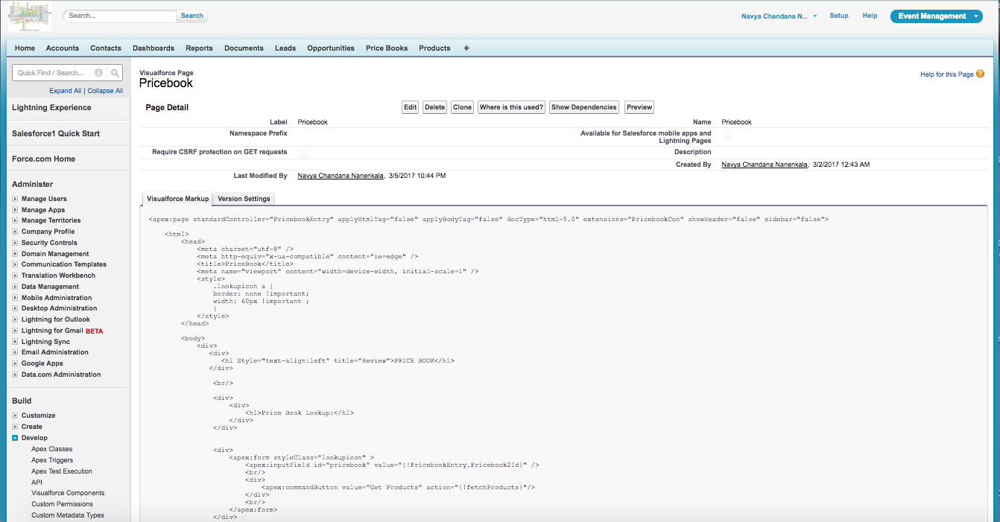 Event
Search...
Search
Navya Chandana N...
Setup
Help
Event Management
Home Accounts Contacts Dashboards Reports Documents Leads Opportunities Price Books Products +
Quick Find / Search...
Expand All | Collapse All
Lightning Experience
Salesforce1 Quick Start
Force.com Home
Administer
Manage Users
Manage Apps
Manage Territories
Company Profile
Security Controls
Domain Management
Communication Templates
Translation Workbench
Data Management
Mobile Administration
Desktop Administration
Lightning for Outlook
Lightning for Gmail BETA
Lightning Sync
Email Administration
Google Apps
Data.com Administration
Build
Customize
Create
Develop
Apex Classes
Apex Triggers
Apex Test Execution
API
Visualforce Components
Custom Permissions
Custom Metadata Types
Visualforce Page
Pricebook
Help for this Page
Page Detail
Edit Delete Clone Where is this used? Show Dependencies Preview
Label Pricebook Name Pricebook
Namespace Prefix Available for Salesforce mobile apps and
Lightning Pages
Require CSRF protection on GET requests Description
Created By Navya Chandana Nanenkala, 3/2/2017 12:43 AM
Last Modified By Navya Chandana Nanenkala, 3/5/2017 10:44 PM
Visualforce Markup Version Settings
<apex:page standardController="PricebookEntry" applyHtmlTag="false" applyBodyTag="false" docType="html-5.0" extensions="PricebookCon" showHeader="false" sidebar="false">
<html>
<head>
<meta charset="utf-8" />
<meta http-equiv="x-ua-compatible" content="ie=edge" />
<title>PriceBook</title>
<meta name="viewport" content="width=device-width, initial-scale=1" />
<style>
.lookupicon a {
border: none !important;
width: 60px !important ;
}
</style>
</head>
<body>
<div>
<div>
<h1 Style="text-align:left" title="Review">PRICE BOOK</h1>
</div>
<br/>
<div>
<div>
<h1>Price Book Lookup:</h1>
</div>
</div>
<div>
<apex:form styleClass="lookupicon" >
<apex:inputField id="pricebook" value="{!PricebookEntry.Pricebook2Id}" />
<br/>
<div>
<apex:commandButton value="Get Products" action="{!fetchProducts}"/>
</div>
<br/>
</apex:form>
</div>